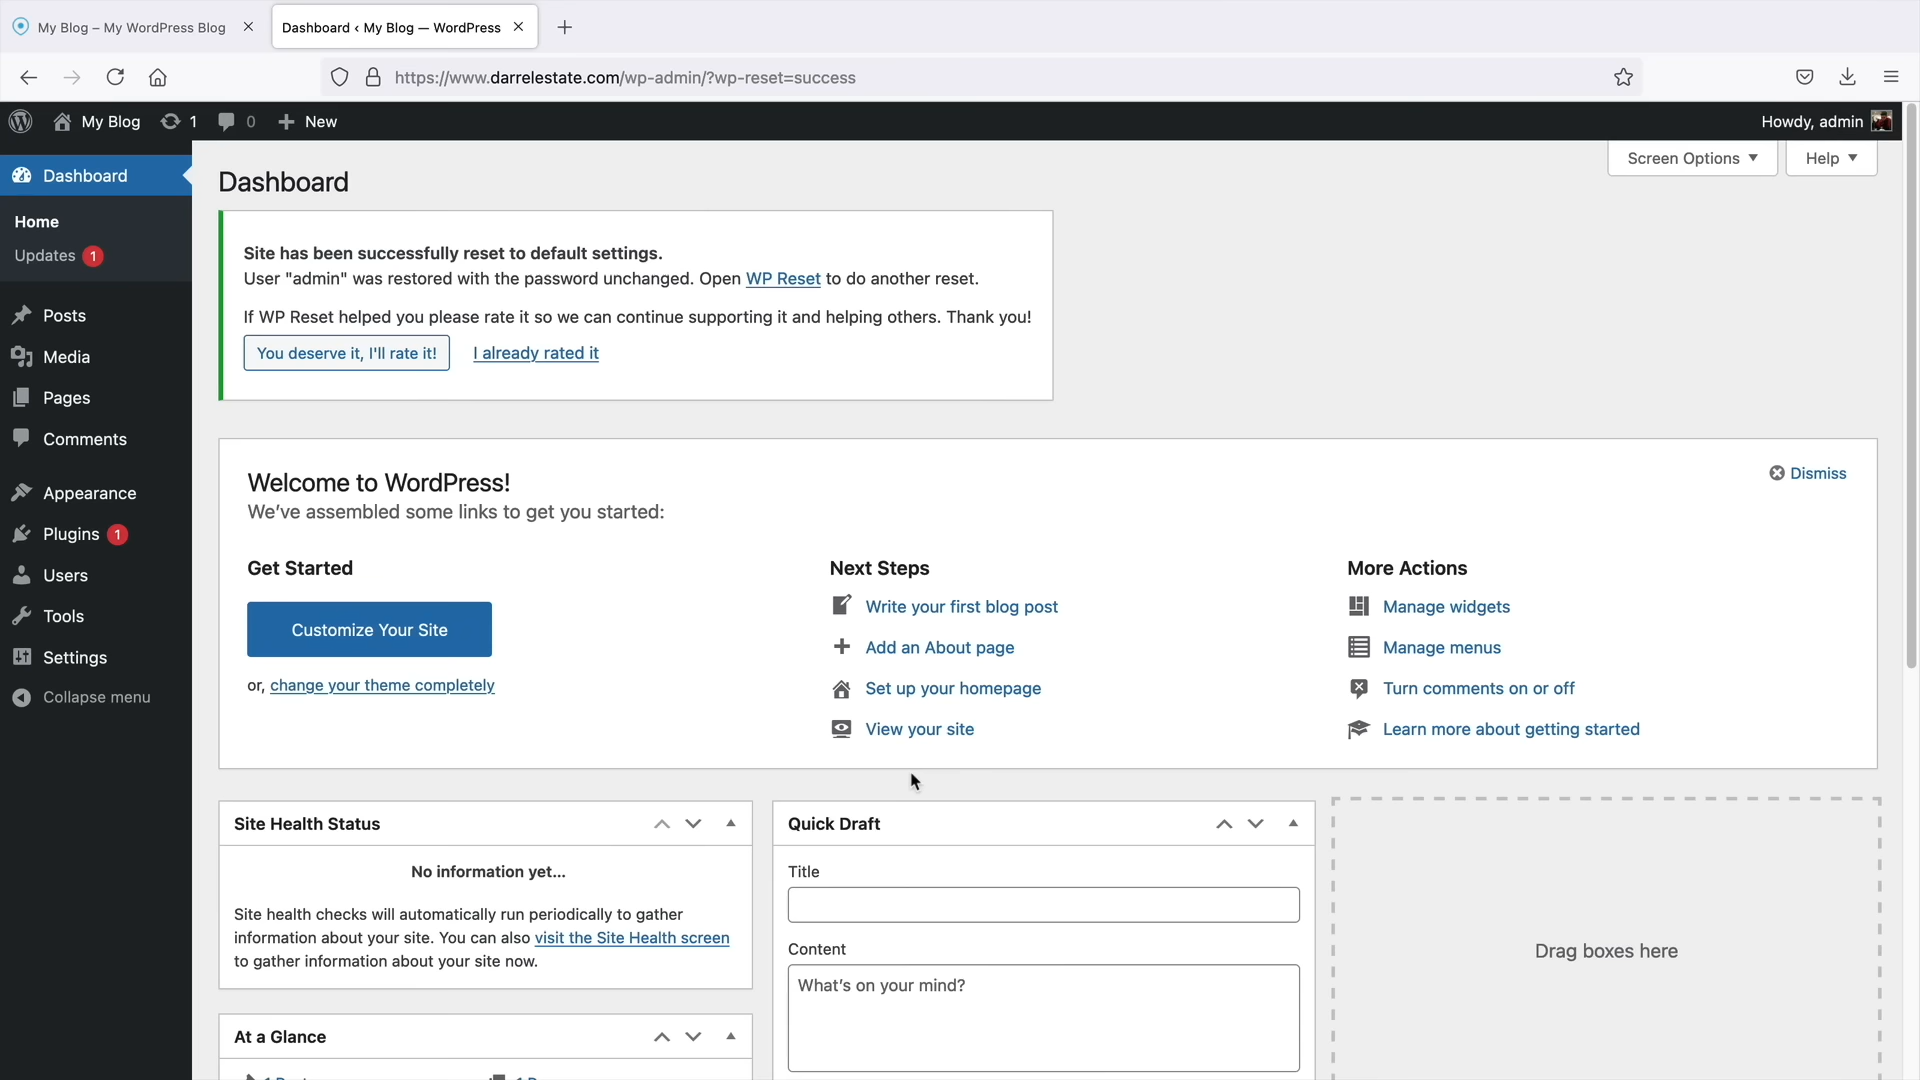 My Blog – My WordPress Blog
Dashboard ‹ My Blog — WordPress
https://www.darrelestate.com/wp-admin/?wp-reset=success
My Blog
1
0
New
Howdy, admin
Dashboard
Home
Updates 1
Posts
Media
Pages
Comments
Appearance
Plugins 1
Users
Tools
Settings
Collapse menu
Screen Options
Help
Dashboard
Site has been successfully reset to default settings.
User "admin" was restored with the password unchanged. Open WP Reset to do another reset.
If WP Reset helped you please rate it so we can continue supporting it and helping others. Thank you!
You deserve it, I'll rate it!
I already rated it
Welcome to WordPress!
We've assembled some links to get you started:
Dismiss
Get Started
Customize Your Site
or, change your theme completely
Next Steps
Write your first blog post
Add an About page
Set up your homepage
View your site
More Actions
Manage widgets
Manage menus
Turn comments on or off
Learn more about getting started
Site Health Status
No information yet...
Site health checks will automatically run periodically to gather
information about your site. You can also visit the Site Health screen
to gather information about your site now.
At a Glance
Quick Draft
Title
Content
What's on your mind?
Drag boxes here